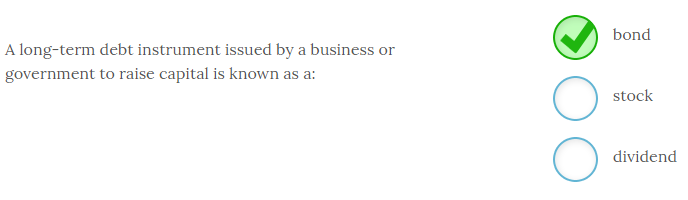 A long-term debt instrument issued by a business or
government to raise capital is known as a:
bond
stock
dividend